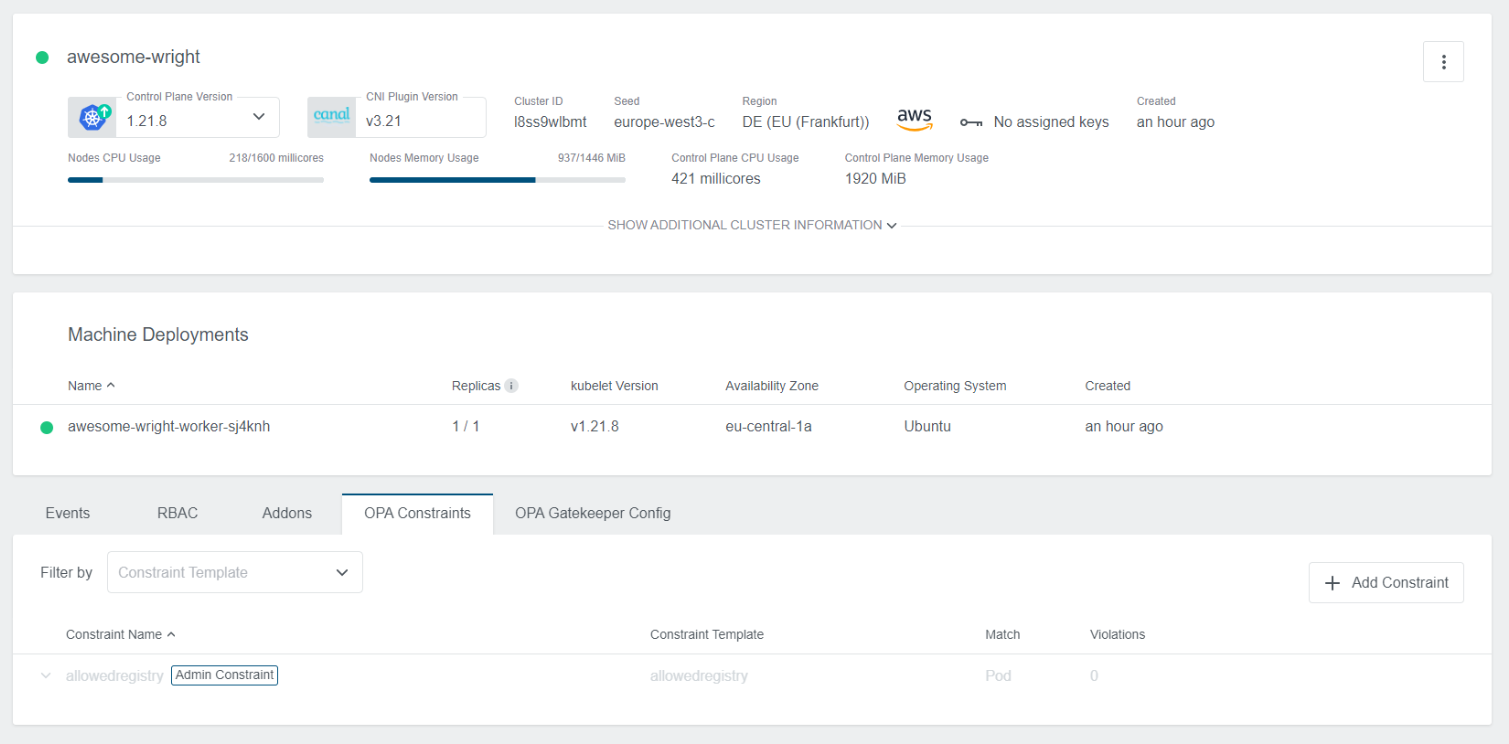 awesome-wright
Control Plane Version
1.21.8
canal
CNI Plugin Version
v3.21
Cluster ID
l8ss9wlbmt
Seed
europe-west3-c
Region
DE (EU (Frankfurt))
aws
No assigned keys
Created
an hour ago
Nodes CPU Usage 218/1600 millicores
Nodes Memory Usage 937/1446 MiB
Control Plane CPU Usage
421 millicores
Control Plane Memory Usage
1920 MiB
SHOW ADDITIONAL CLUSTER INFORMATION
Machine Deployments
Name Replicas i kubelet Version Availability Zone Operating System Created
awesome-wright-worker-sj4knh 1 / 1 v1.21.8 eu-central-1a Ubuntu an hour ago
Events RBAC Addons OPA Constraints OPA Gatekeeper Config
Filter by Constraint Template
Add Constraint
Constraint Name Constraint Template Match Violations
allowedregistry Admin Constraint allowedregistry Pod 0